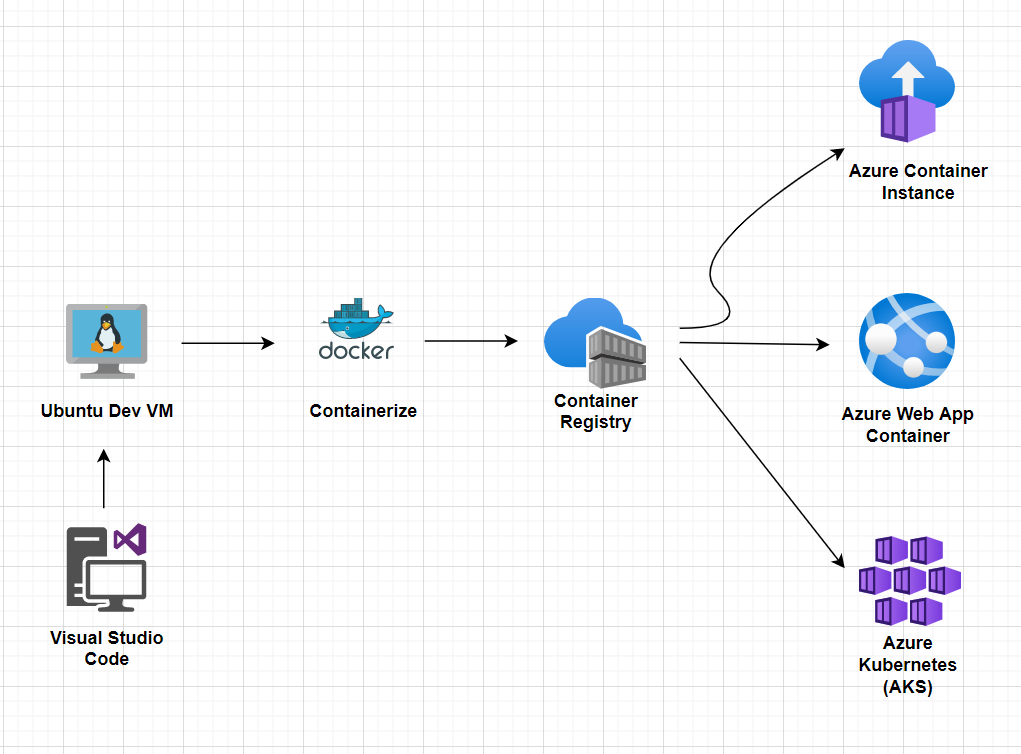 Azure Container
Instance
Ubuntu Dev VM
docker
Containerize
Container
Registry
Azure Web App
Container
Visual Studio
Code
Azure
Kubernetes
(AKS)